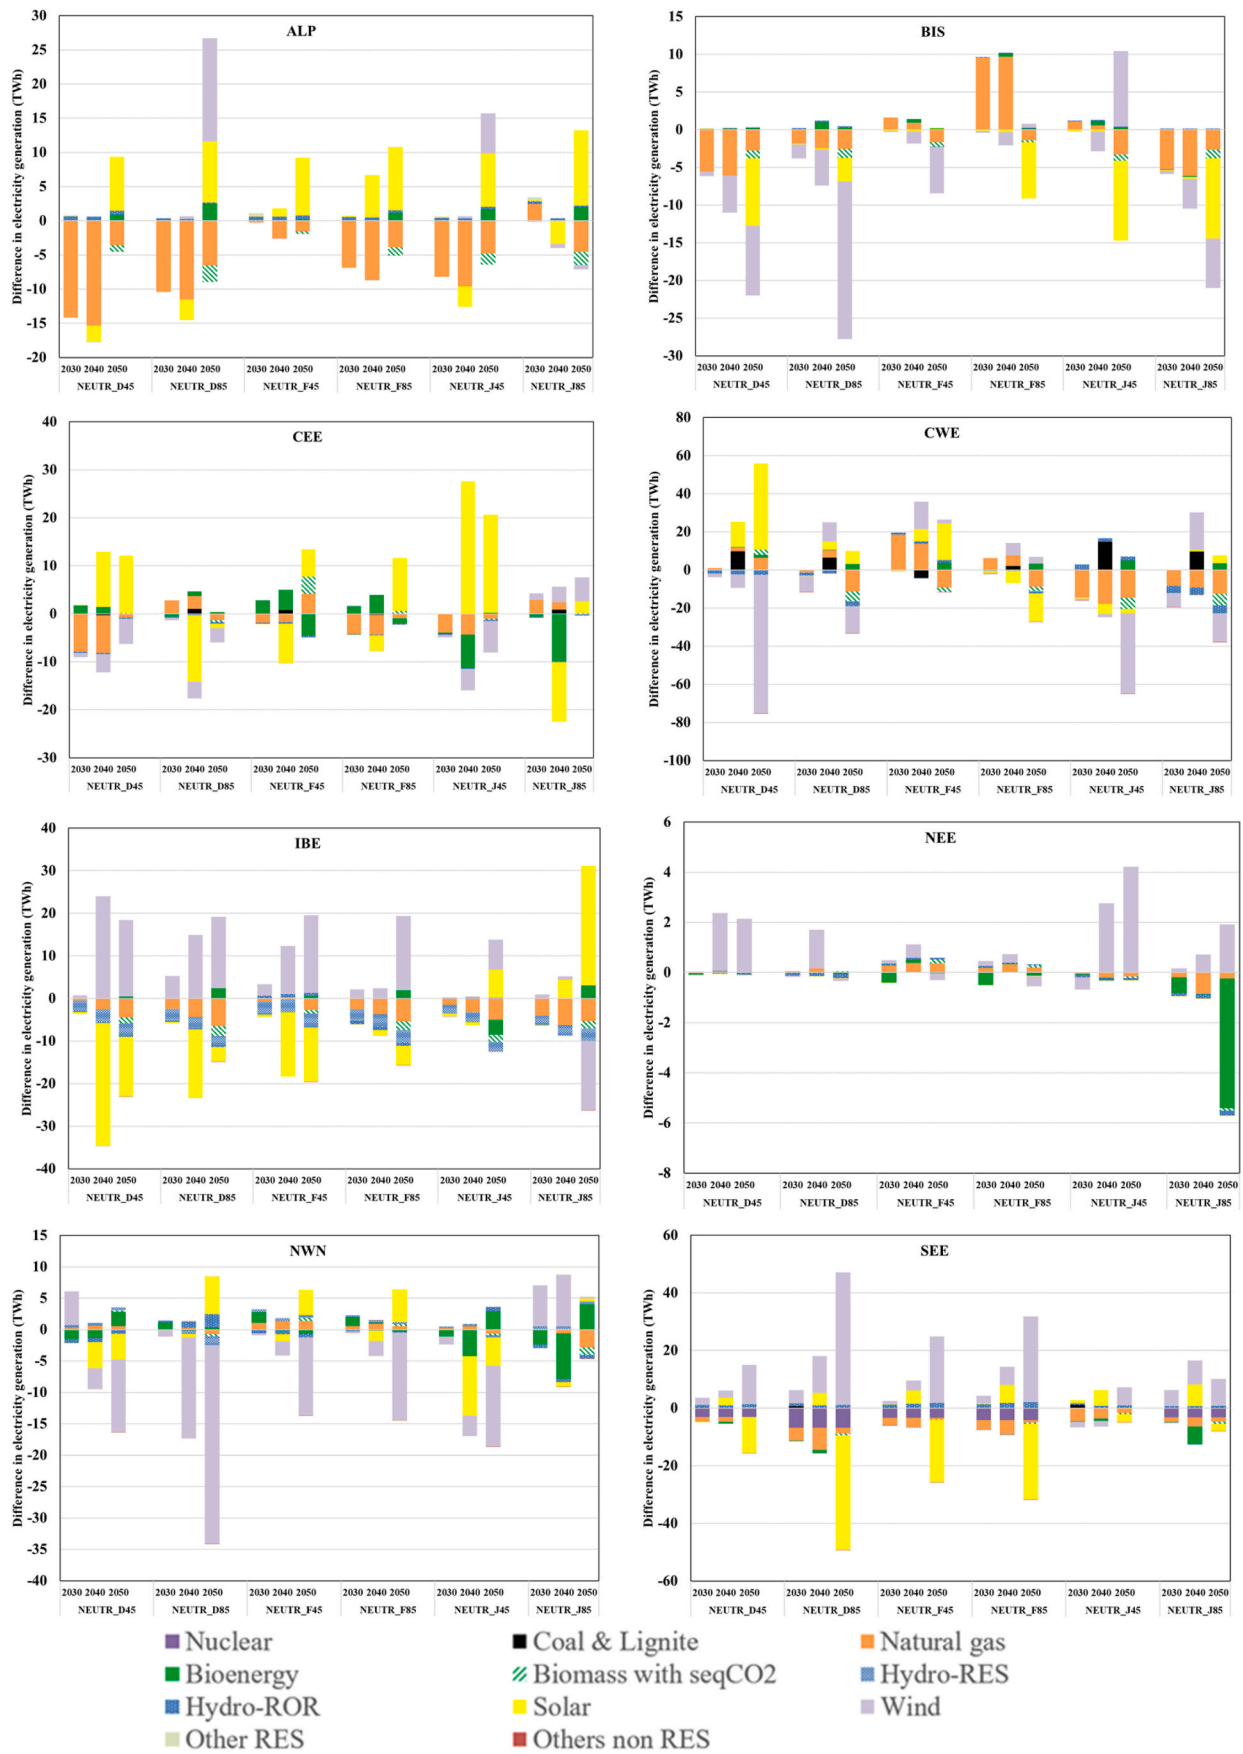 ALP
Difference in electricity generation (TWh)
30
25
20
15
10
5
0
-5
-10
-15
-20
2030 2040 2050 2030 2040 2050 2030 2040 2050 2030 2040 2050 2030 2040 2050 2030 2040 2050
NEUTR_D45 NEUTR_D85 NEUTR_F45 NEUTR_F85 NEUTR_J45 NEUTR_J85
BIS
Difference in electricity generation (TWh)
15
10
5
0
-5
-10
-15
-20
-25
-30
2030 2040 2050 2030 2040 2050 2030 2040 2050 2030 2040 2050 2030 2040 2050 2030 2040 2050
NEUTR_D45 NEUTR_D85 NEUTR_F45 NEUTR_F85 NEUTR_J45 NEUTR_J85
CEE
Difference in electricity generation (TWh)
40
30
20
10
0
-10
-20
-30
2030 2040 2050 2030 2040 2050 2030 2040 2050 2030 2040 2050 2030 2040 2050 2030 2040 2050
NEUTR_D45 NEUTR_D85 NEUTR_F45 NEUTR_F85 NEUTR_J45 NEUTR_J85
CWE
Difference in electricity generation (TWh)
80
60
40
20
0
-20
-40
-60
-80
-100
2030 2040 2050 2030 2040 2050 2030 2040 2050 2030 2040 2050 2030 2040 2050 2030 2040 2050
NEUTR_D45 NEUTR_D85 NEUTR_F45 NEUTR_F85 NEUTR_J45 NEUTR_J85
IBE
Difference in electricity generation (TWh)
40
30
20
10
0
-10
-20
-30
-40
2030 2040 2050 2030 2040 2050 2030 2040 2050 2030 2040 2050 2030 2040 2050 2030 2040 2050
NEUTR_D45 NEUTR_D85 NEUTR_F45 NEUTR_F85 NEUTR_J45 NEUTR_J85
NEE
Difference in electricity generation (TWh)
6
4
2
0
-2
-4
-6
-8
2030 2040 2050 2030 2040 2050 2030 2040 2050 2030 2040 2050 2030 2040 2050 2030 2040 2050
NEUTR_D45 NEUTR_D85 NEUTR_F45 NEUTR_F85 NEUTR_J45 NEUTR_J85
NWN
Difference in electricity generation (TWh)
15
10
5
0
-5
-10
-15
-20
-25
-30
-35
-40
2030 2040 2050 2030 2040 2050 2030 2040 2050 2030 2040 2050 2030 2040 2050 2030 2040 2050
NEUTR_D45 NEUTR_D85 NEUTR_F45 NEUTR_F85 NEUTR_J45 NEUTR_J85
SEE
Difference in electricity generation (TWh)
60
40
20
0
-20
-40
-60
2030 2040 2050 2030 2040 2050 2030 2040 2050 2030 2040 2050 2030 2040 2050 2030 2040 2050
NEUTR_D45 NEUTR_D85 NEUTR_F45 NEUTR_F85 NEUTR_J45 NEUTR_J85
Nuclear Coal & Lignite Natural gas
Bioenergy Biomass with seqCO2 Hydro-RES
Hydro-ROR Solar Wind
Other RES Others non RES